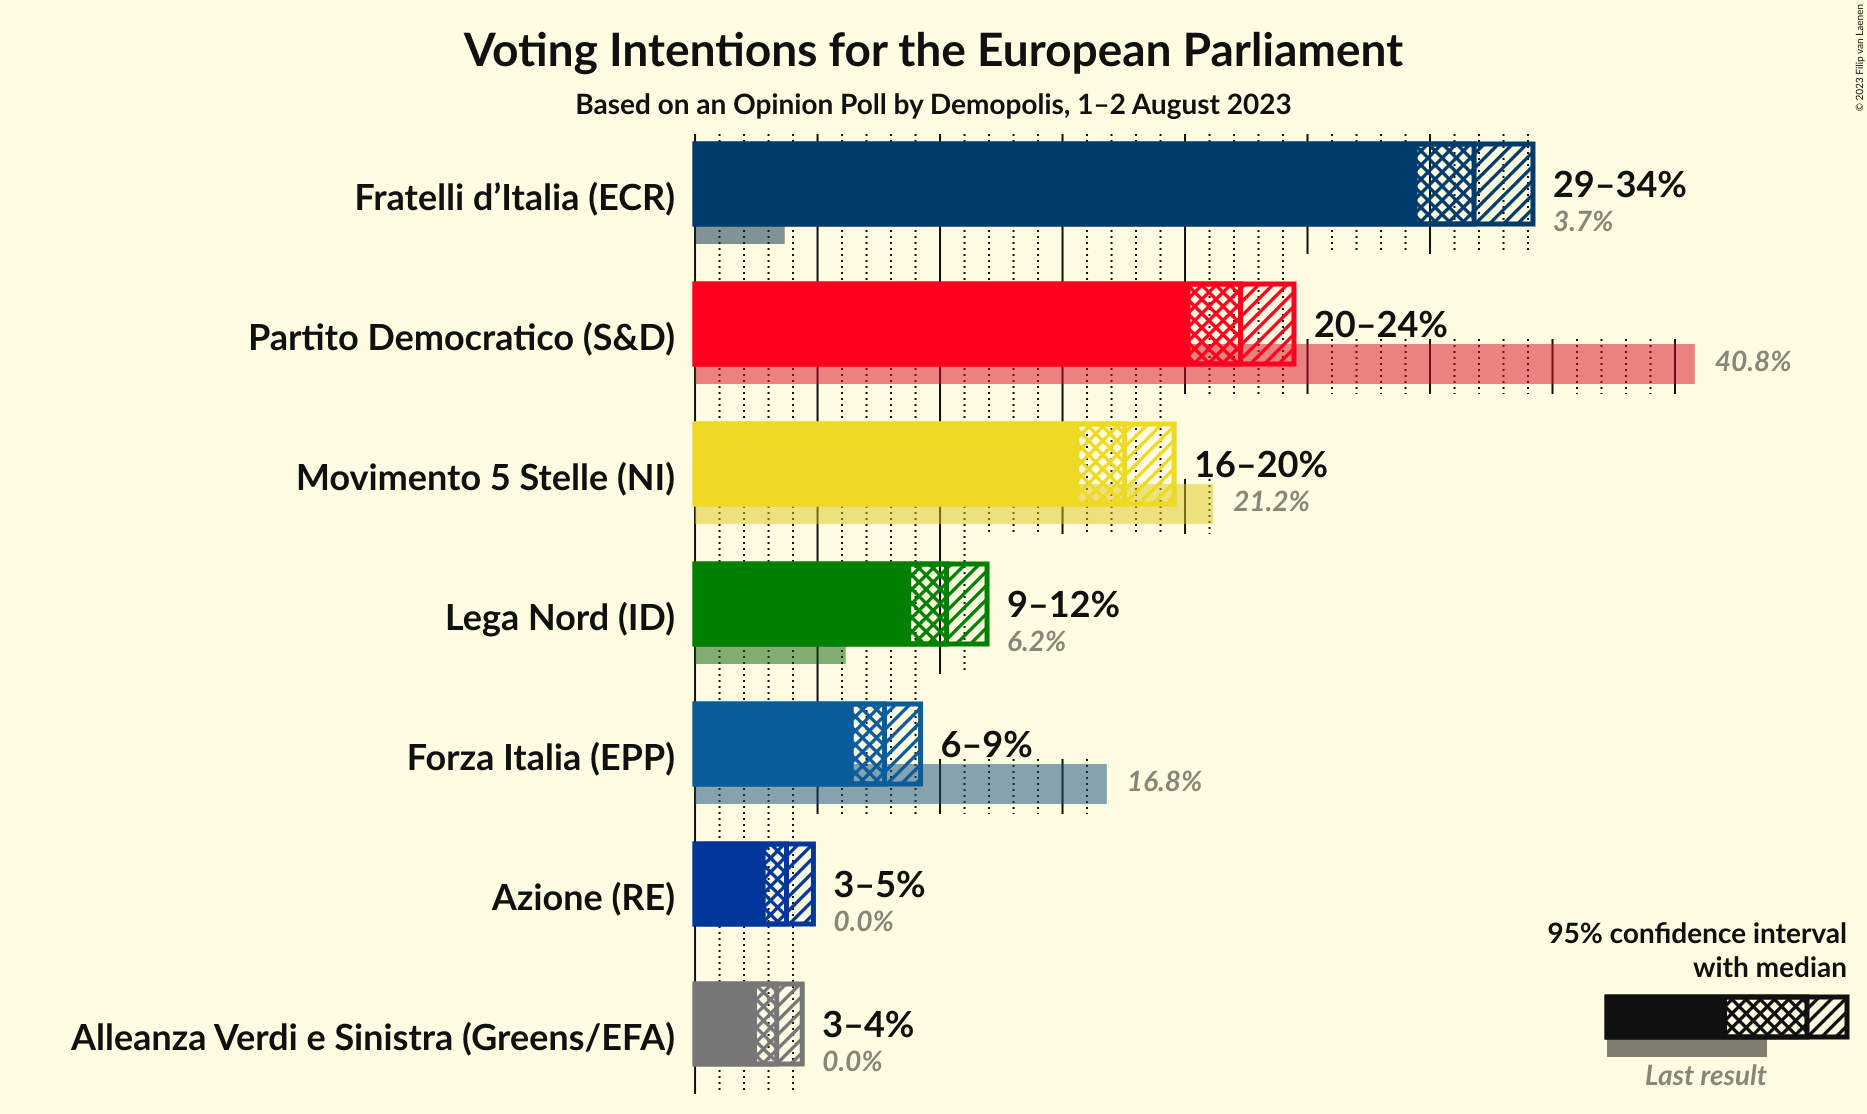 Voting Intentions for the European Parliament
Based on an Opinion Poll by Demopolis, 1–2 August 2023
© 2023 Filip van Laenen
Fratelli d’Italia (ECR)
29–34%
3.7%
Partito Democratico (S&D)
20–24%
40.8%
Movimento 5 Stelle (NI)
16–20%
21.2%
Lega Nord (ID)
9–12%
6.2%
Forza Italia (EPP)
6–9%
16.8%
Azione (RE)
3–5%
0.0%
Alleanza Verdi e Sinistra (Greens/EFA)
3–4%
0.0%
95% confidence interval
with median
Last result